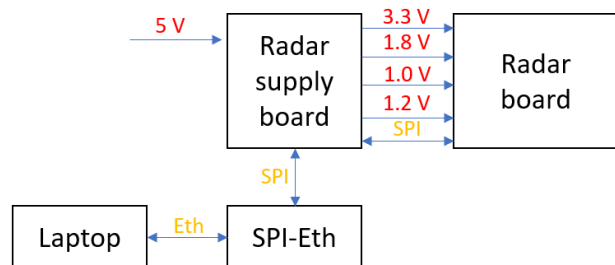 5 V
Radar
supply
board
3.3 V
1.8 V
1.0 V
1.2 V
SPI
Radar
board
SPI
Laptop
Eth
SPI-Eth